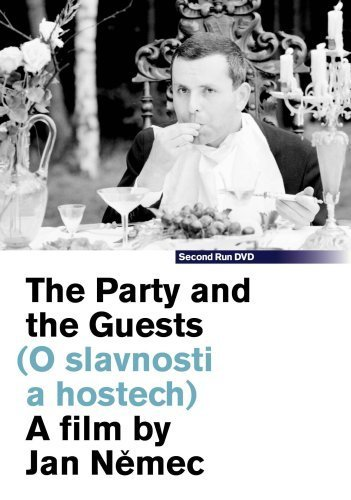 Second Run DVD
The Party and
the Guests
(O slavnosti
a hostech)
A film by
Jan Němec